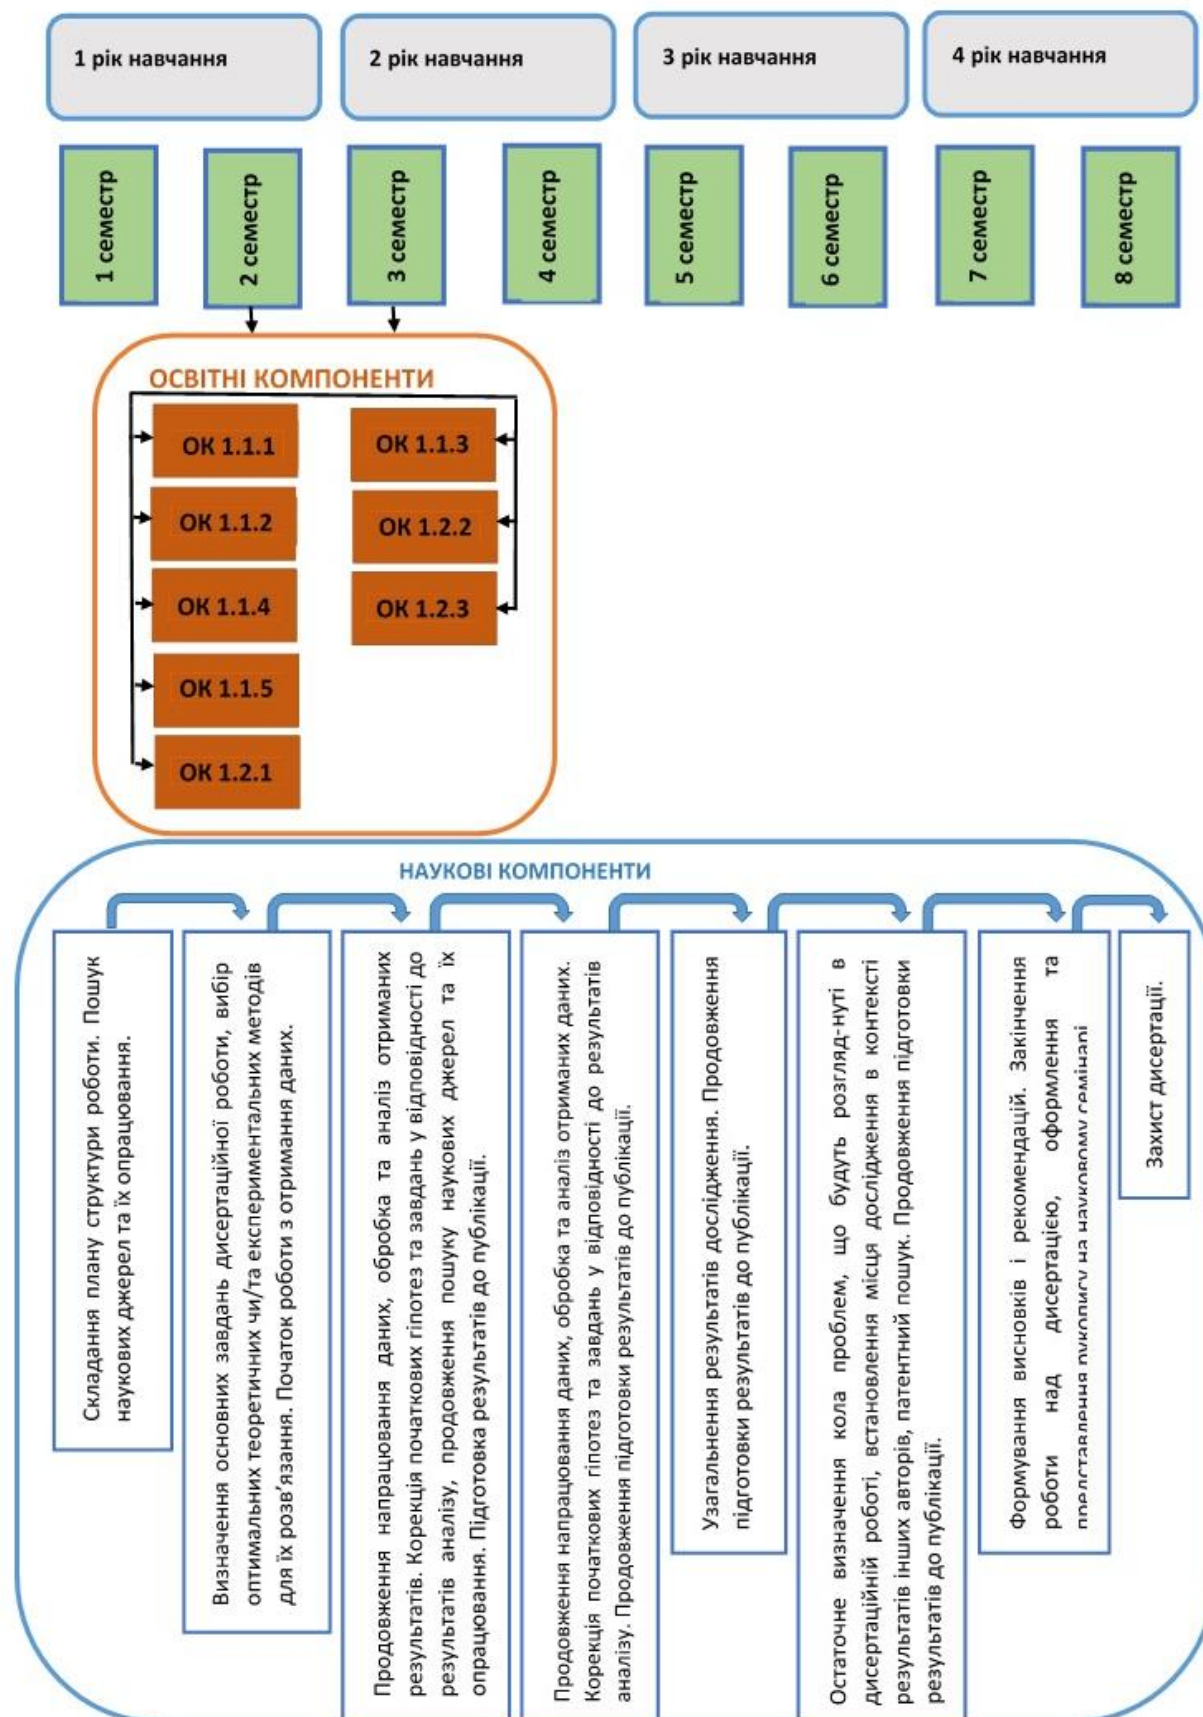 1 рік навчання
2 рік навчання
3 рік навчання
4 рік навчання
1 семестр
2 семестр
3 семестр
4 семестр
5 семестр
6 семестр
7 семестр
8 семестр
ОСВІТНІ КОМПОНЕНТИ
ОК 1.1.1
ОК 1.1.2
ОК 1.1.4
ОК 1.1.5
ОК 1.2.1
ОК 1.1.3
ОК 1.2.2
ОК 1.2.3
НАУКОВІ КОМПОНЕНТИ
Складання плану структури роботи. Пошук
наукових джерел та їх опрацювання.
Визначення основних завдань дисертаційної роботи, вибір
оптимальних теоретичних чи/та експериментальних методів
для їх розв’язання. Початок роботи з отримання даних.
Продовження напрацювання даних, обробка та аналіз отриманих
результатів. Корекція початкових гіпотез та завдань у відповідності до
результатів аналізу, продовження пошуку наукових джерел та їх
опрацювання. Підготовка результатів до публікації.
Продовження напрацювання даних, обробка та аналіз отриманих даних.
Корекція початкових гіпотез та завдань у відповідності до результатів
аналізу. Продовження підготовки результатів до публікації.
Узагальнення результатів дослідження. Продовження
підготовки результатів до публікації.
Остаточне визначення кола проблем, що будуть розгляд-нуті в
дисертаційній роботі, встановлення місця дослідження в контексті
результатів інших авторів, патентний пошук. Продовження підготовки
результатів до публікації.
Формування висновків і рекомендацій. Закінчення
роботи над дисертацією, оформлення та
представлення рукопису на науковому семінарі
Захист дисертації.